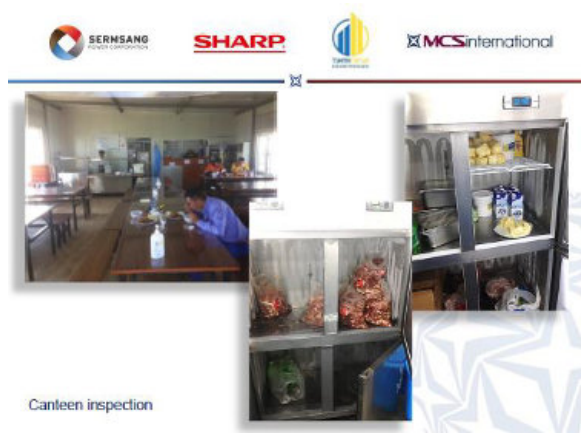 SERMSANG
POWER CORPORATION
SHARP
MCSinternational
Canteen inspection